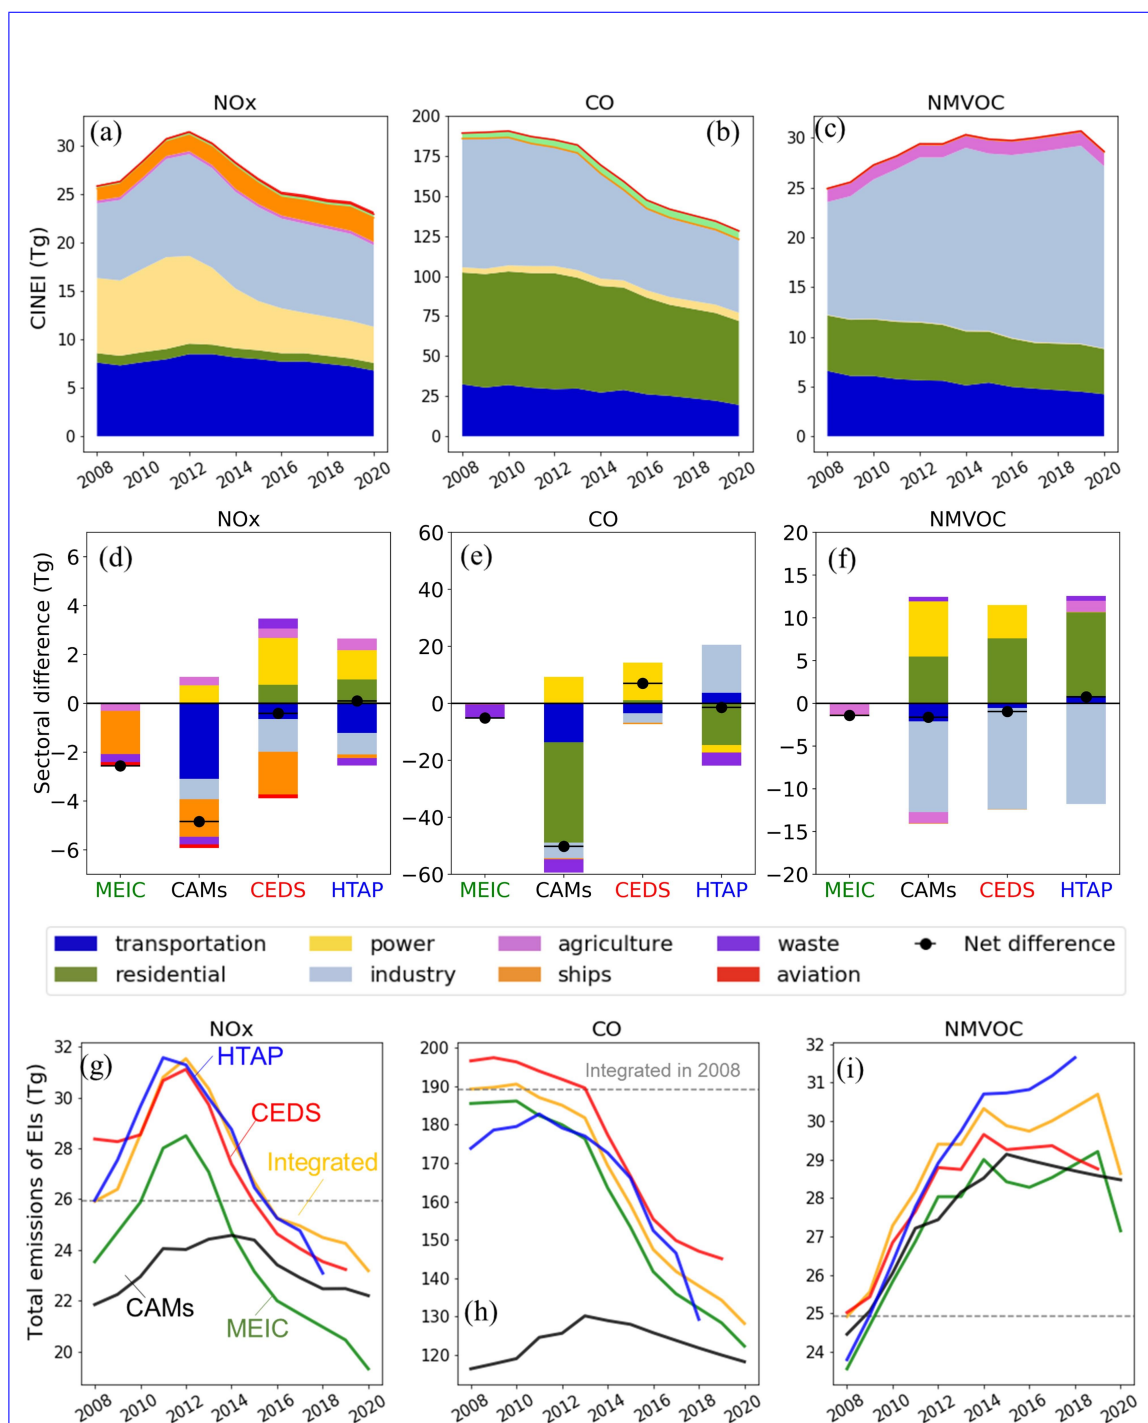 NOx CO NMVOC
(a) (b) (c)
CINEI (Tg)
30 25 20 15 10 5 0
200 175 150 125 100 75 50 25 0
30 25 20 15 10 5 0
2008 2010 2012 2014 2016 2018 2020
2008 2010 2012 2014 2016 2018 2020
2008 2010 2012 2014 2016 2018 2020
NOx CO NMVOC
(d) (e) (f)
Sectoral difference (Tg)
6 4 2 0 −2 −4 −6
60 40 20 0 −20 −40 −60
20 15 10 5 0 −5 −10 −15 −20
MEIC CAMs CEDS HTAP
MEIC CAMs CEDS HTAP
MEIC CAMs CEDS HTAP
transportation power agriculture waste Net difference
residential industry ships aviation
NOx CO NMVOC
(g) (h) (i)
Total emissions of EIs (Tg)
32 30 28 26 24 22 20
HTAP
CEDS
Integrated
CAMs
MEIC
200 190 180 170 160 150 140 130 120
Integrated in 2008
32 31 30 29 28 27 26 25 24
2008 2010 2012 2014 2016 2018 2020
2008 2010 2012 2014 2016 2018 2020
2008 2010 2012 2014 2016 2018 2020